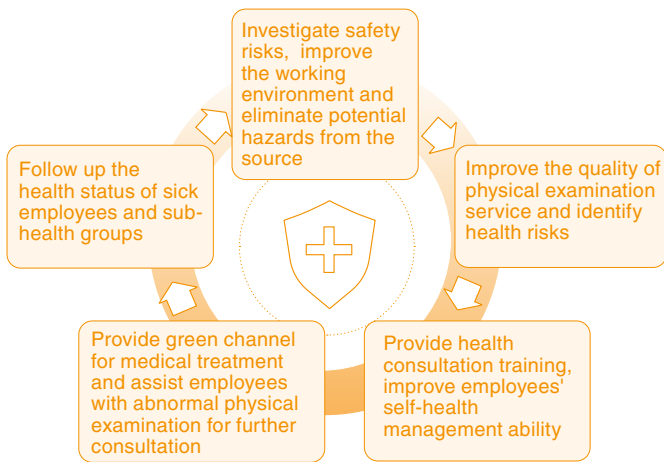 Investigate safety
risks,  improve
the working
environment and
eliminate potential
hazards from the
source
Improve the quality of
physical examination
service and identify
health risks
Provide health
consultation training,
improve employees'
self-health
management ability
Provide green channel
for medical treatment
and assist employees
with abnormal physical
examination for further
consultation
Follow up the
health status of sick
employees and sub-
health groups